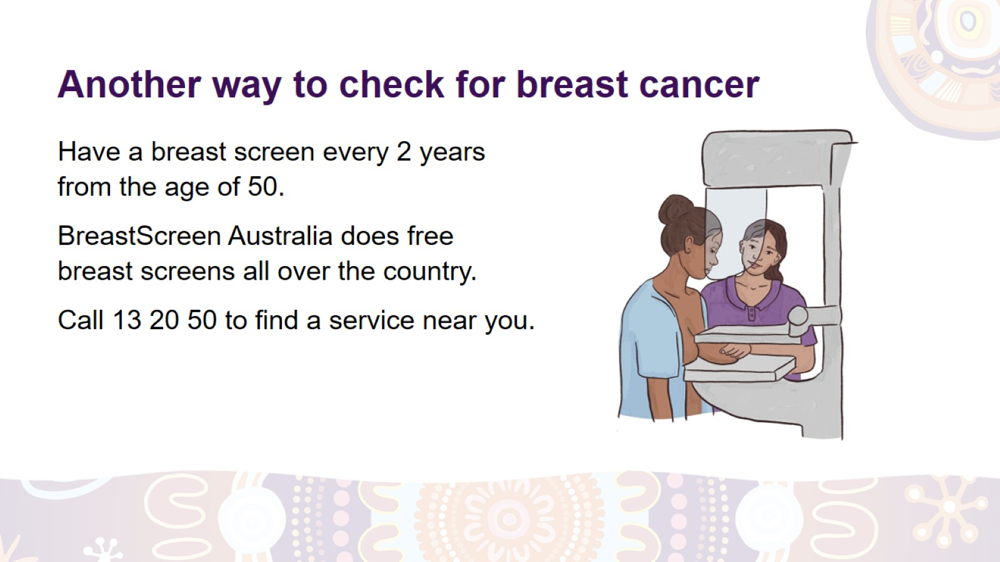 Another way to check for breast cancer
Have a breast screen every 2 years
from the age of 50.
BreastScreen Australia does free
breast screens all over the country.
Call 13 20 50 to find a service near you.